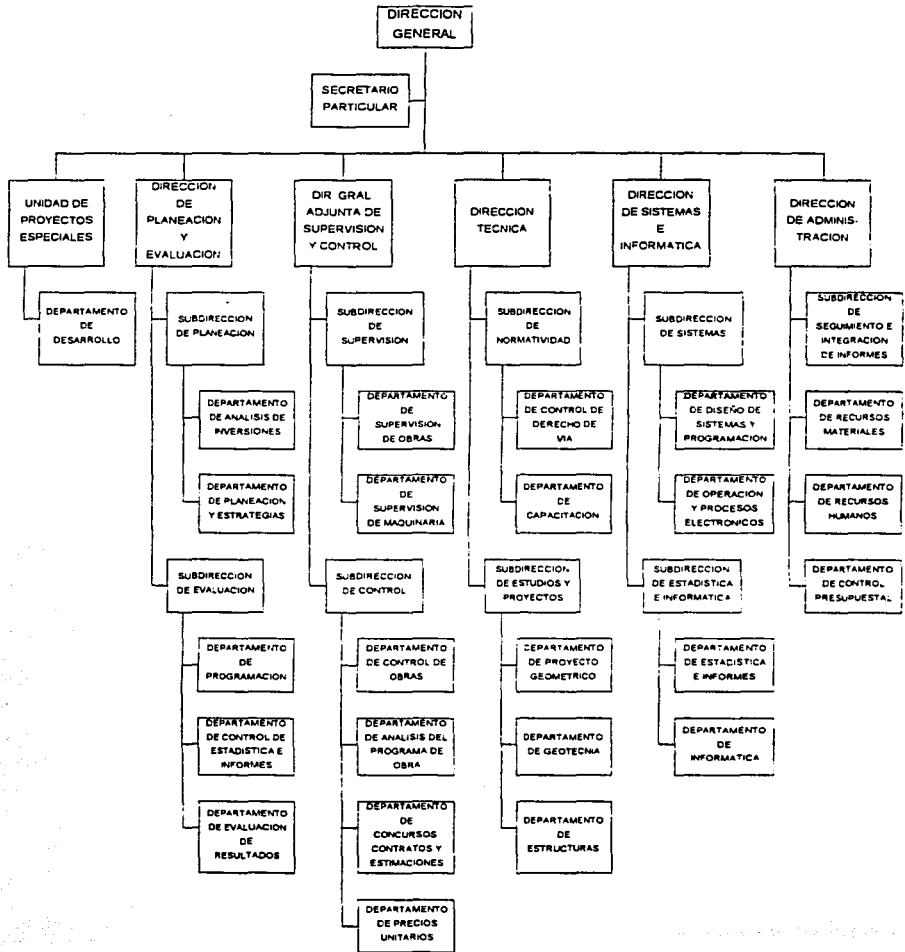 DIRECCION
GENERAL
SECRETARIO
PARTICULAR
UNIDAD DE
PROYECTOS
ESPECIALES
DIRECCION
DE
PLANEACION
Y
EVALUACION
DIR GRAL
ADJUNTA DE
SUPERVISION
Y CONTROL
DIRECCION
TECNICA
DIRECCION
DE SISTEMAS
E
INFORMATICA
DIRECCION
DE ADMINIS-
TRACION
DEPARTAMENTO
DE
DESARROLLO
SUBDIRECCION
DE PLANEACION
SUBDIRECCION
DE
SUPERVISION
SUBDIRECCION
DE
NORMATIVIDAD
SUBDIRECCION
DE SISTEMAS
SUBDIRECCION
DE
SEGUIMIENTO E
INTEGRACION
DE INFORMES
DEPARTAMENTO
DE ANALISIS DE
INVERSIONES
DEPARTAMENTO
DE
SUPERVISION
DE OBRAS
DEPARTAMENTO
DE CONTROL DE
DERECHO DE
VIA
DEPARTAMENTO
DE DISEÑO DE
SISTEMAS Y
PROGRAMACION
DEPARTAMENTO
DE RECURSOS
MATERIALES
DEPARTAMENTO
DE PLANEACION
Y ESTRATEGIAS
DEPARTAMENTO
DE
SUPERVISION
DE MAQUINARIA
DEPARTAMENTO
DE
CAPACITACION
DEPARTAMENTO
DE OPERACION
Y PROCESOS
ELECTRONICOS
DEPARTAMENTO
DE RECURSOS
HUMANOS
SUBDIRECCION
DE EVALUACION
SUBDIRECCION
DE CONTROL
SUBDIRECCION
DE ESTUDIOS Y
PROYECTOS
SUBDIRECCION
DE ESTADISTICA
E INFORMATICA
DEPARTAMENTO
DE CONTROL
PRESUPUESTAL
DEPARTAMENTO
DE
PROGRAMACION
DEPARTAMENTO
DE CONTROL DE
OBRAS
DEPARTAMENTO
DE PROYECTO
GEOMETRICO
DEPARTAMENTO
DE ESTADISTICA
E INFORMES
DEPARTAMENTO
DE CONTROL DE
ESTADISTICA E
INFORMES
DEPARTAMENTO
DE ANALISIS DEL
PROGRAMA DE
OBRA
DEPARTAMENTO
DE GEOTECNIA
DEPARTAMENTO
DE
INFORMATICA
DEPARTAMENTO
DE EVALUACION
DE
RESULTADOS
DEPARTAMENTO
DE
CONCURSOS
CONTRATOS Y
ESTIMACIONES
DEPARTAMENTO
DE
ESTRUCTURAS
DEPARTAMENTO
DE PRECIOS
UNITARIOS